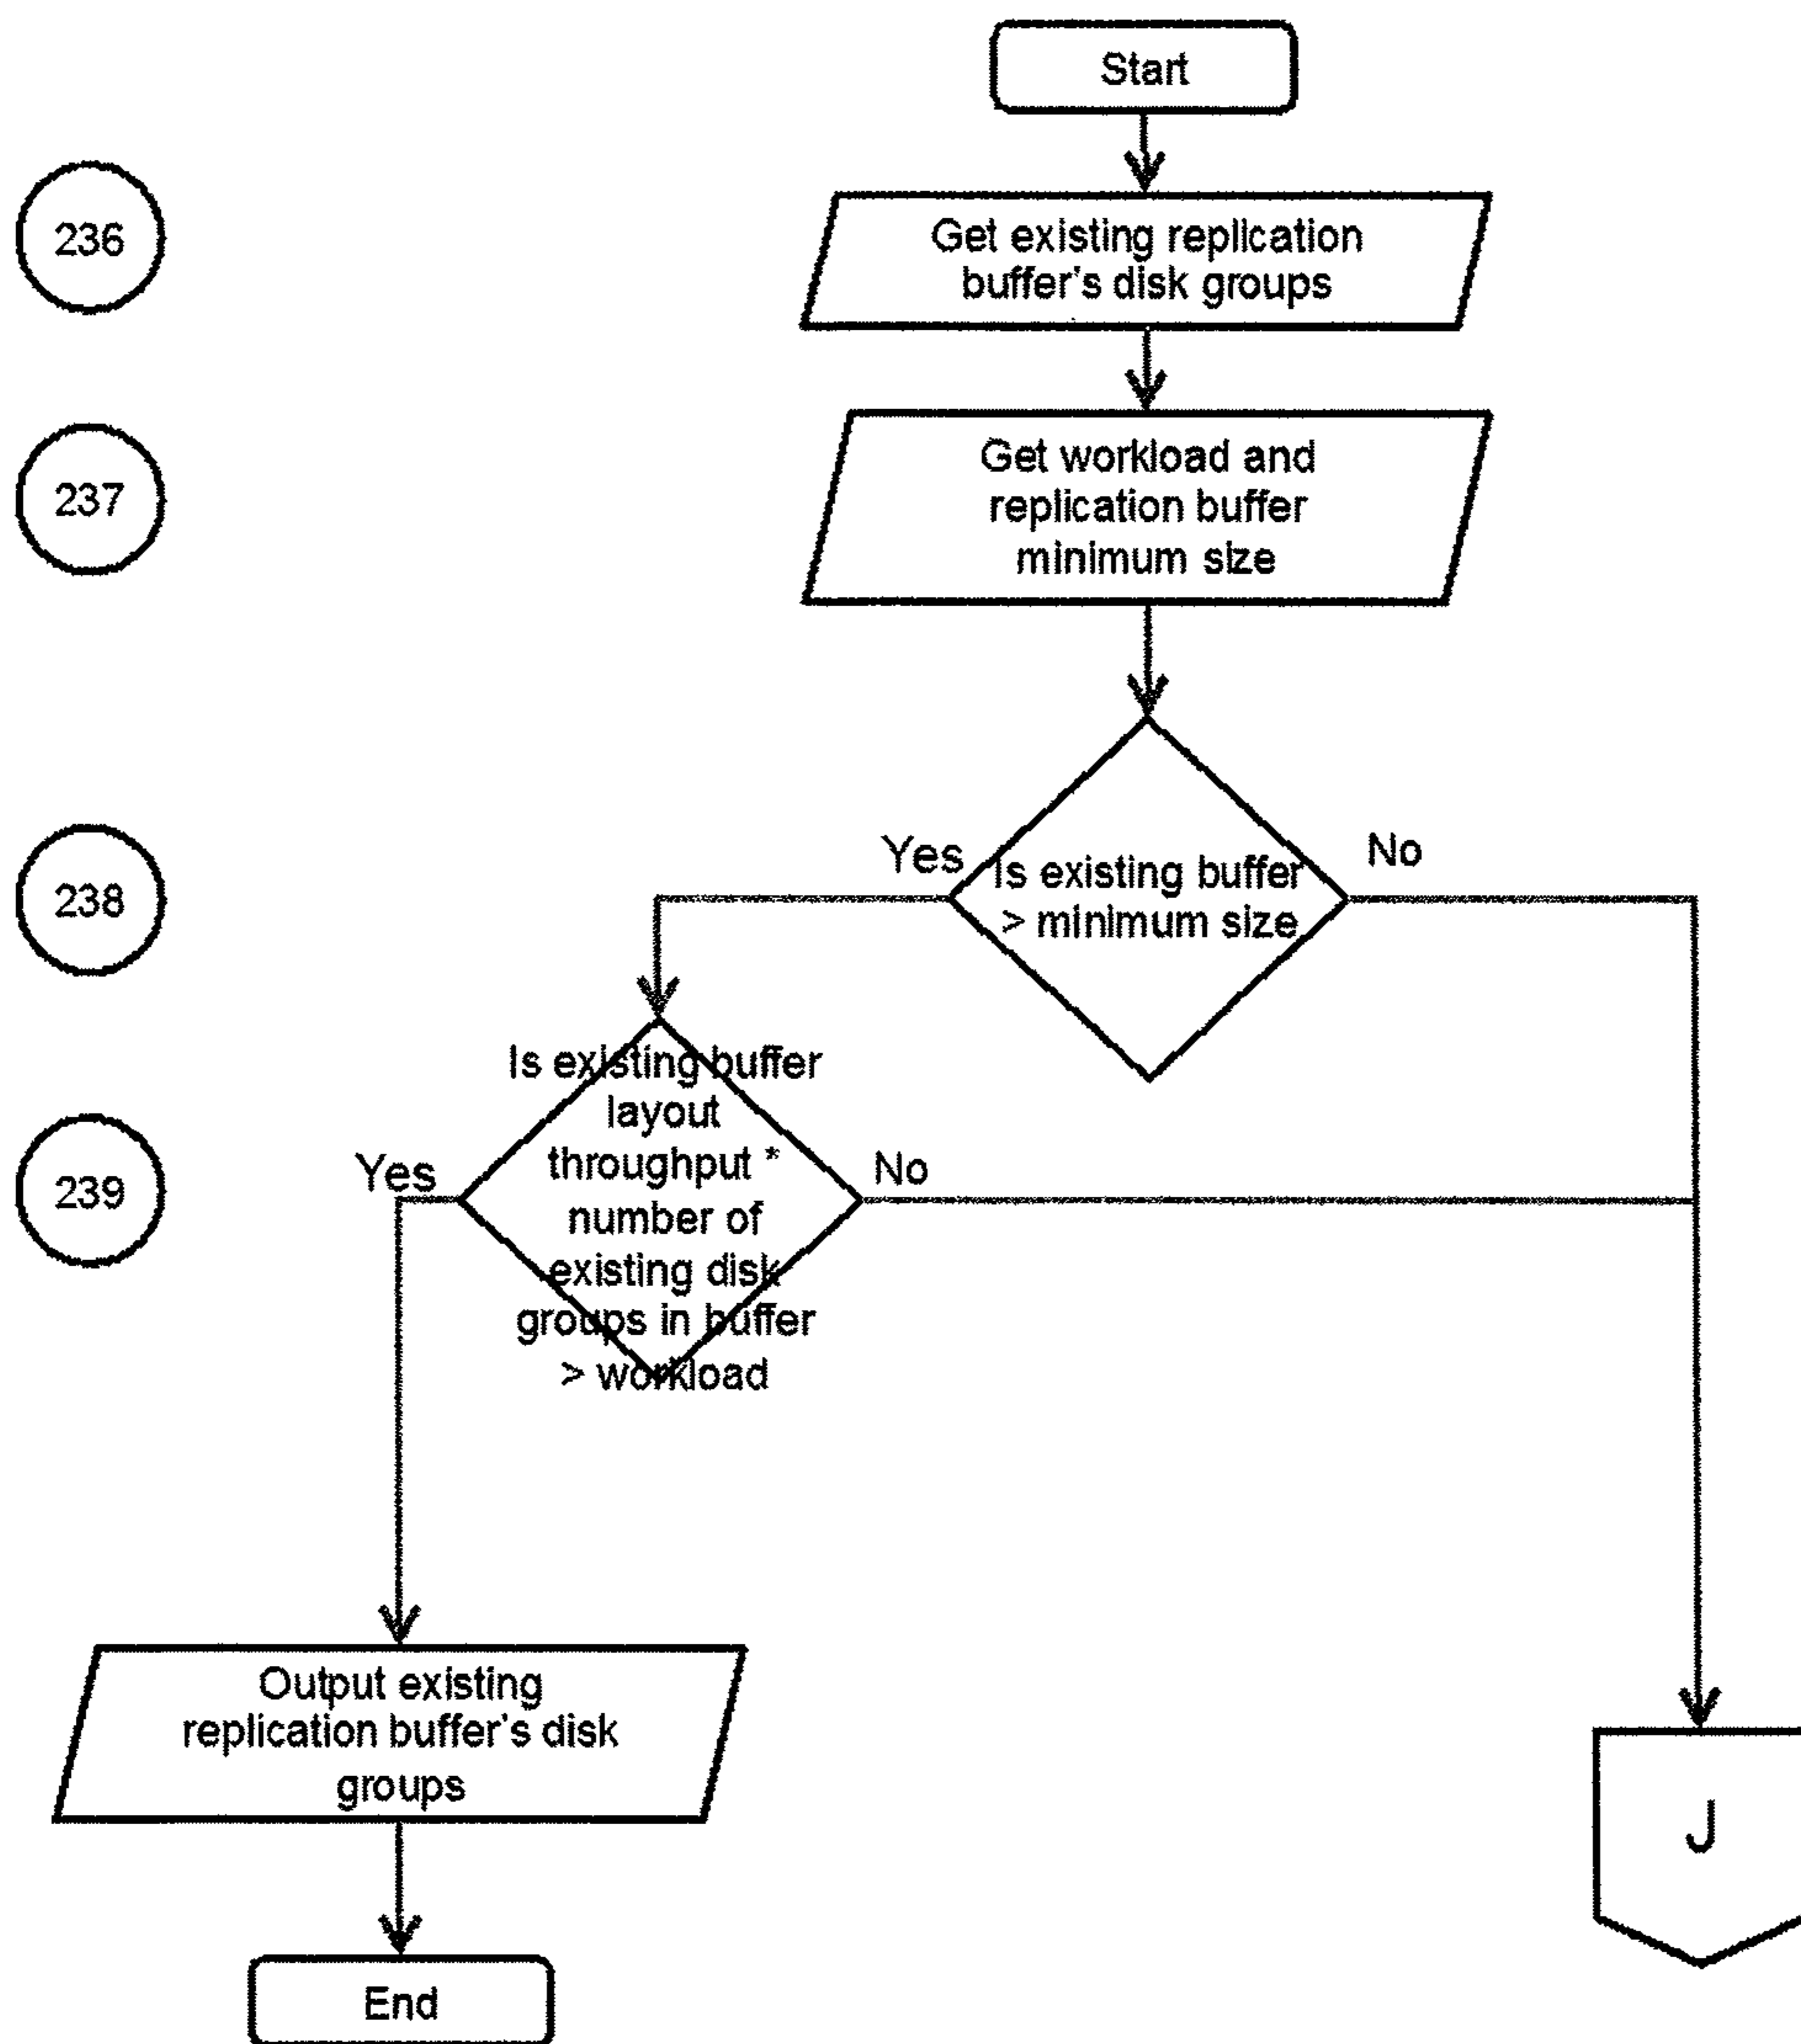 Start
236
Get existing replication
buffer's disk groups
237
Get workload and
replication buffer
minimum size
238
Yes
No
Is existing buffer
> minimum size
239
Yes
No
Is existing buffer
layout
throughput *
number of
existing disk
groups in buffer
> workload
Output existing
replication buffer's disk
groups
J
End